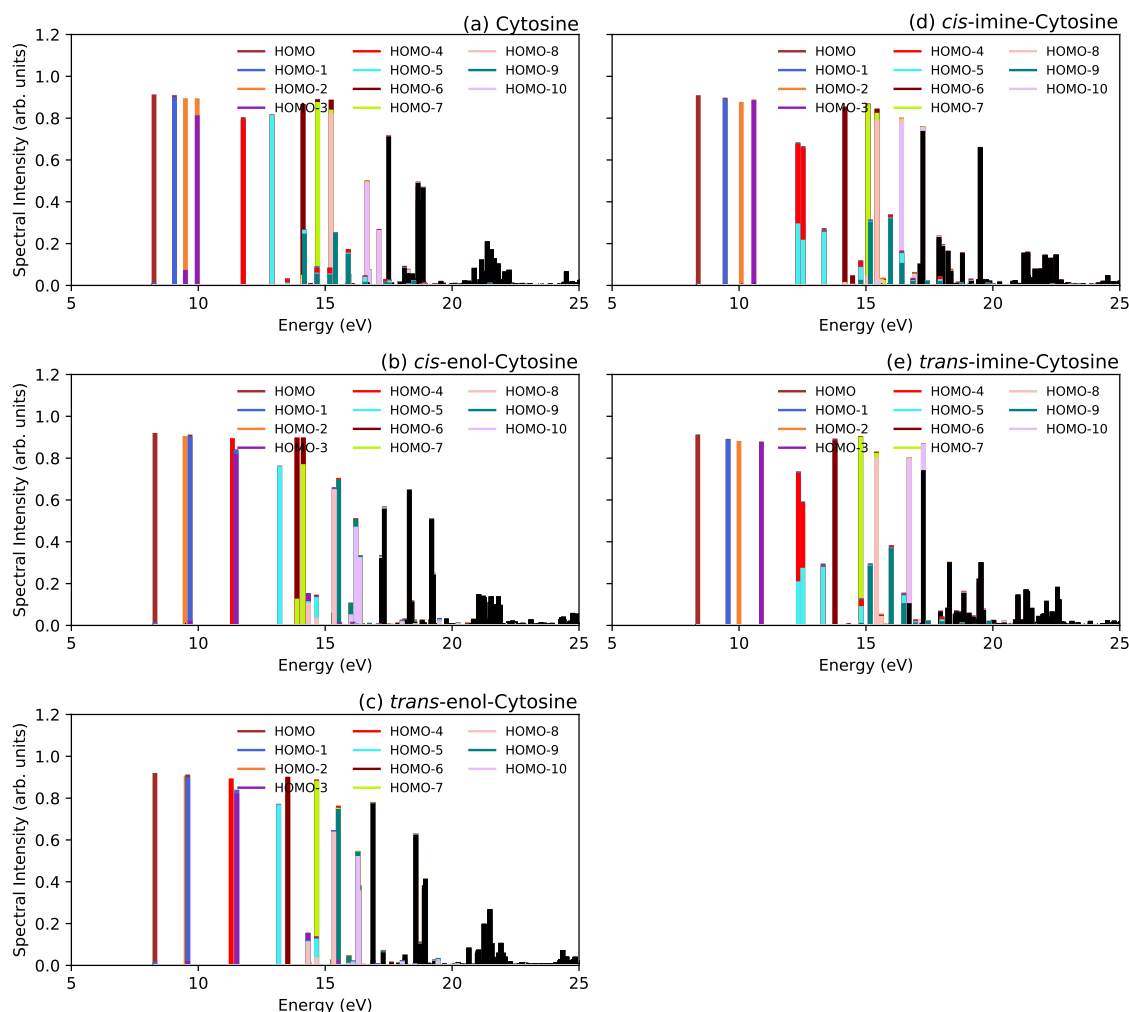 (a) Cytosine
Spectral Intensity (arb. units)
1.2
1.0
0.8
0.6
0.4
0.2
0.0
HOMO
HOMO-1
HOMO-2
HOMO-3
HOMO-4
HOMO-5
HOMO-6
HOMO-7
HOMO-8
HOMO-9
HOMO-10
5 10 15 20 25
Energy (eV)
(b) cis-enol-Cytosine
Spectral Intensity (arb. units)
1.2
1.0
0.8
0.6
0.4
0.2
0.0
HOMO
HOMO-1
HOMO-2
HOMO-3
HOMO-4
HOMO-5
HOMO-6
HOMO-7
HOMO-8
HOMO-9
HOMO-10
5 10 15 20 25
Energy (eV)
(c) trans-enol-Cytosine
Spectral Intensity (arb. units)
1.2
1.0
0.8
0.6
0.4
0.2
0.0
HOMO
HOMO-1
HOMO-2
HOMO-3
HOMO-4
HOMO-5
HOMO-6
HOMO-7
HOMO-8
HOMO-9
HOMO-10
5 10 15 20 25
Energy (eV)
(d) cis-imine-Cytosine
HOMO
HOMO-1
HOMO-2
HOMO-3
HOMO-4
HOMO-5
HOMO-6
HOMO-7
HOMO-8
HOMO-9
HOMO-10
5 10 15 20 25
Energy (eV)
(e) trans-imine-Cytosine
HOMO
HOMO-1
HOMO-2
HOMO-3
HOMO-4
HOMO-5
HOMO-6
HOMO-7
HOMO-8
HOMO-9
HOMO-10
5 10 15 20 25
Energy (eV)